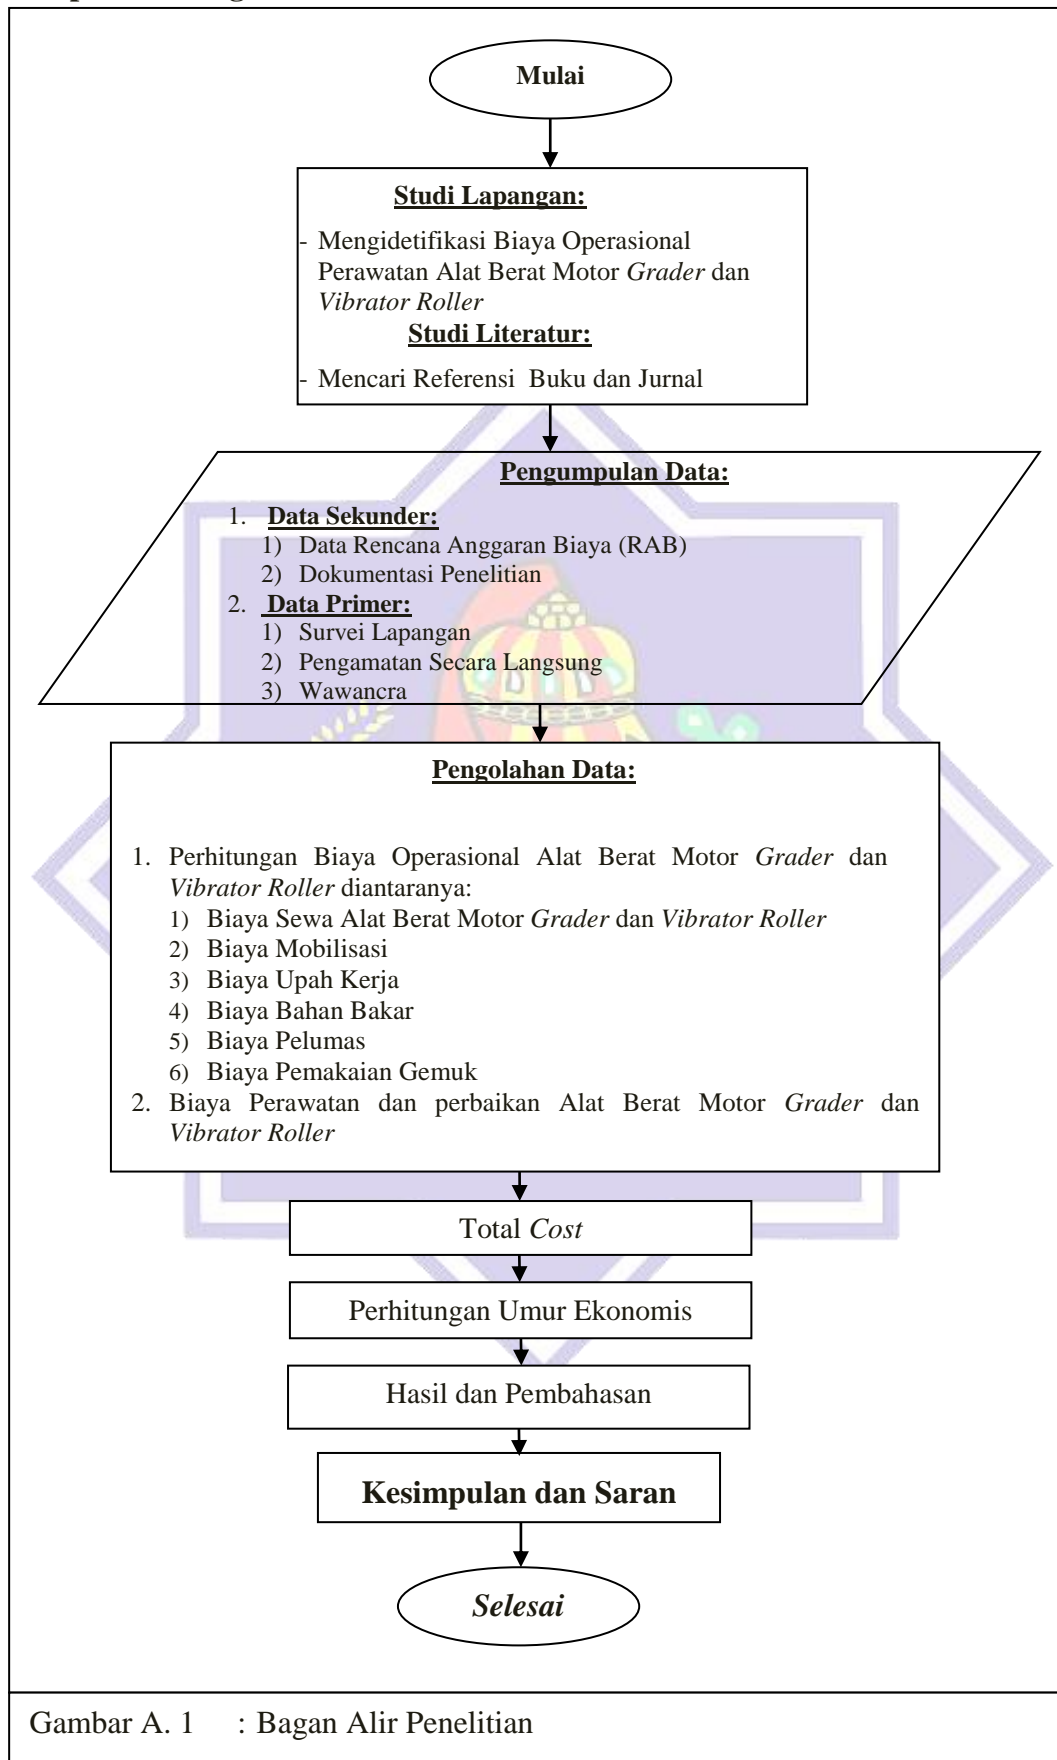 Mulai
Studi Lapangan:
- Mengidetifikasi Biaya Operasional
Perawatan Alat Berat Motor Grader dan
Vibrator Roller
Studi Literatur:
- Mencari Referensi Buku dan Jurnal
Pengumpulan Data:
1. Data Sekunder:
1) Data Rencana Anggaran Biaya (RAB)
2) Dokumentasi Penelitian
2. Data Primer:
1) Survei Lapangan
2) Pengamatan Secara Langsung
3) Wawancra
Pengolahan Data:
1. Perhitungan Biaya Operasional Alat Berat Motor Grader dan
Vibrator Roller diantaranya:
1) Biaya Sewa Alat Berat Motor Grader dan Vibrator Roller
2) Biaya Mobilisasi
3) Biaya Upah Kerja
4) Biaya Bahan Bakar
5) Biaya Pelumas
6) Biaya Pemakaian Gemuk
2. Biaya Perawatan dan perbaikan Alat Berat Motor Grader dan
Vibrator Roller
Total Cost
Perhitungan Umur Ekonomis
Hasil dan Pembahasan
Kesimpulan dan Saran
Selesai
Gambar A. 1 : Bagan Alir Penelitian